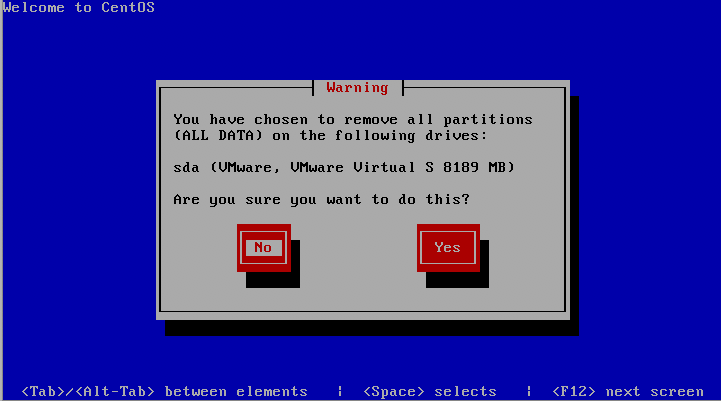 Welcome to CentOS
Warning
You have chosen to remove all partitions
(ALL DATA) on the following drives:
sda (VMware, VMware Virtual S 8189 MB)
Are you sure you want to do this?
No Yes
<Tab>/<Alt-Tab> between elements | <Space> selects | <F12> next screen